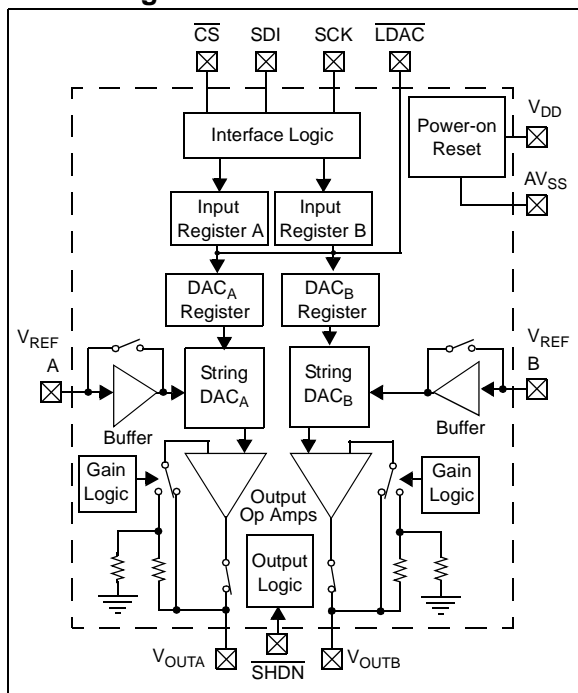 CS SDI SCK LDAC
Interface Logic
Power-on
Reset
VDD
AVSS
Input
Register A
Input
Register B
DACA
Register
DACB
Register
VREF
A
Buffer
String
DACA
String
DACB
VREF
B
Buffer
Gain
Logic
Output
Op Amps
Gain
Logic
Output
Logic
VOUTA
SHDN
VOUTB